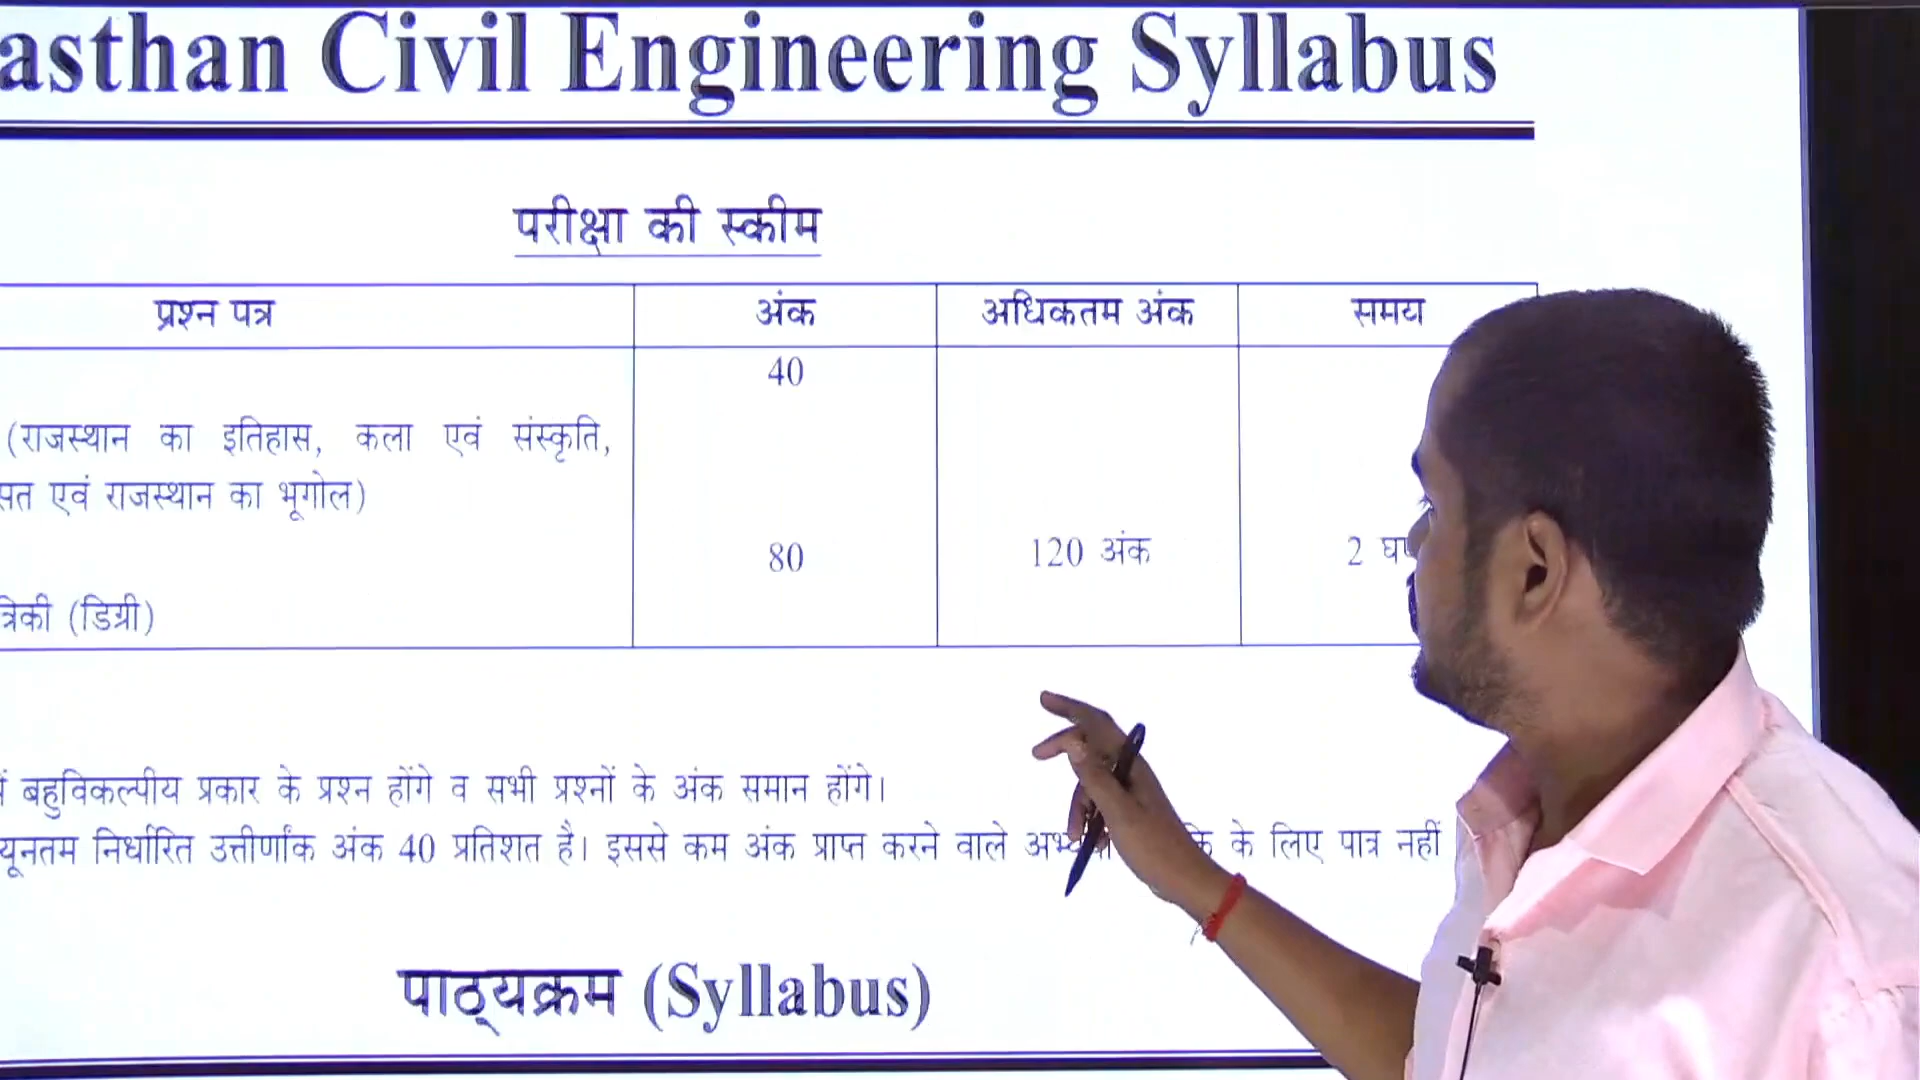 Civil Engineering Syllabus
परीक्षा की स्कीम
प्रश्न पत्र अंक अधिकतम अंक समय
40
(राजस्थान का इतिहास, कला एवं संस्कृति,
एवं राजस्थान का भूगोल)
80 120 अंक 2
(डिग्री)
बहुविकल्पीय प्रकार के प्रश्न होंगे व सभी प्रश्नों के अंक समान होंगे।
निर्धारित उत्तीर्णांक अंक 40 प्रतिशत है। इससे कम अंक प्राप्त करने वाले के लिए पात्र नहीं
पाठ्यक्रम (Syllabus)